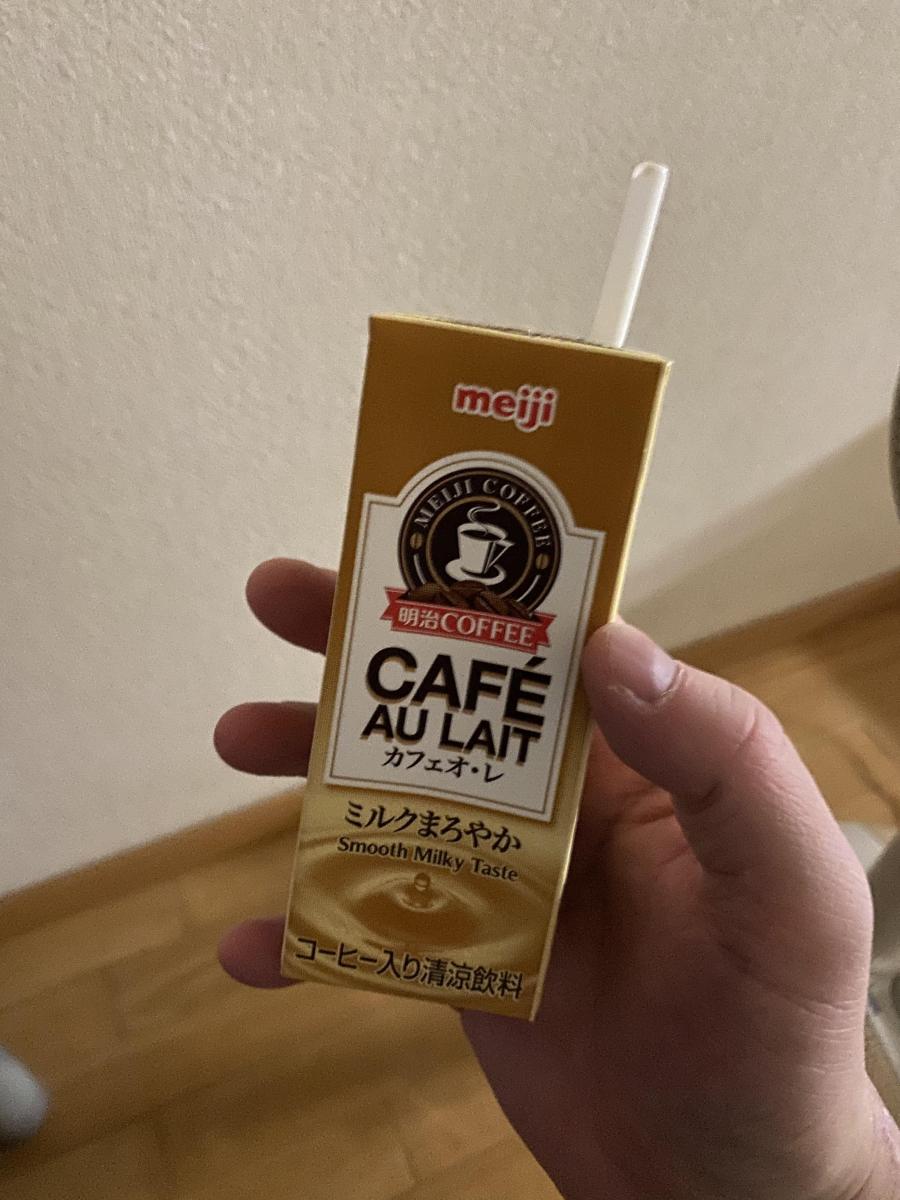 meiji
MEIJI COFFEE
明治COFFEE
CAFÉ
AU LAIT
カフェオ・レ
ミルクまろやか
Smooth Milky Taste
コーヒー入り清涼飲料